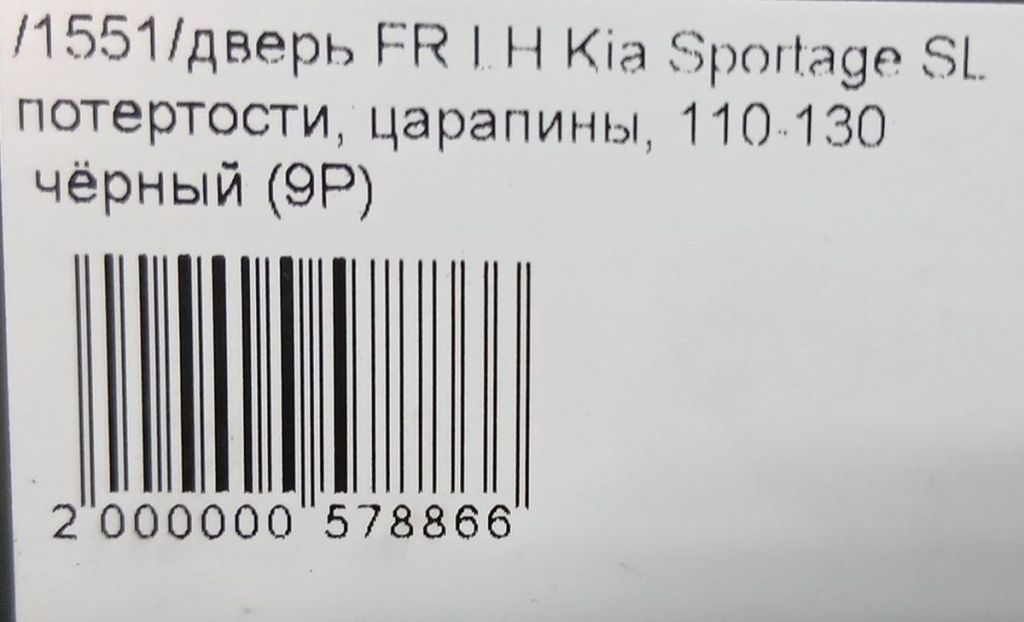 /1551/дверь FR LH Kia Sportage SL
потертости, царапины, 110-130
чёрный (9P)
2 000000 578866